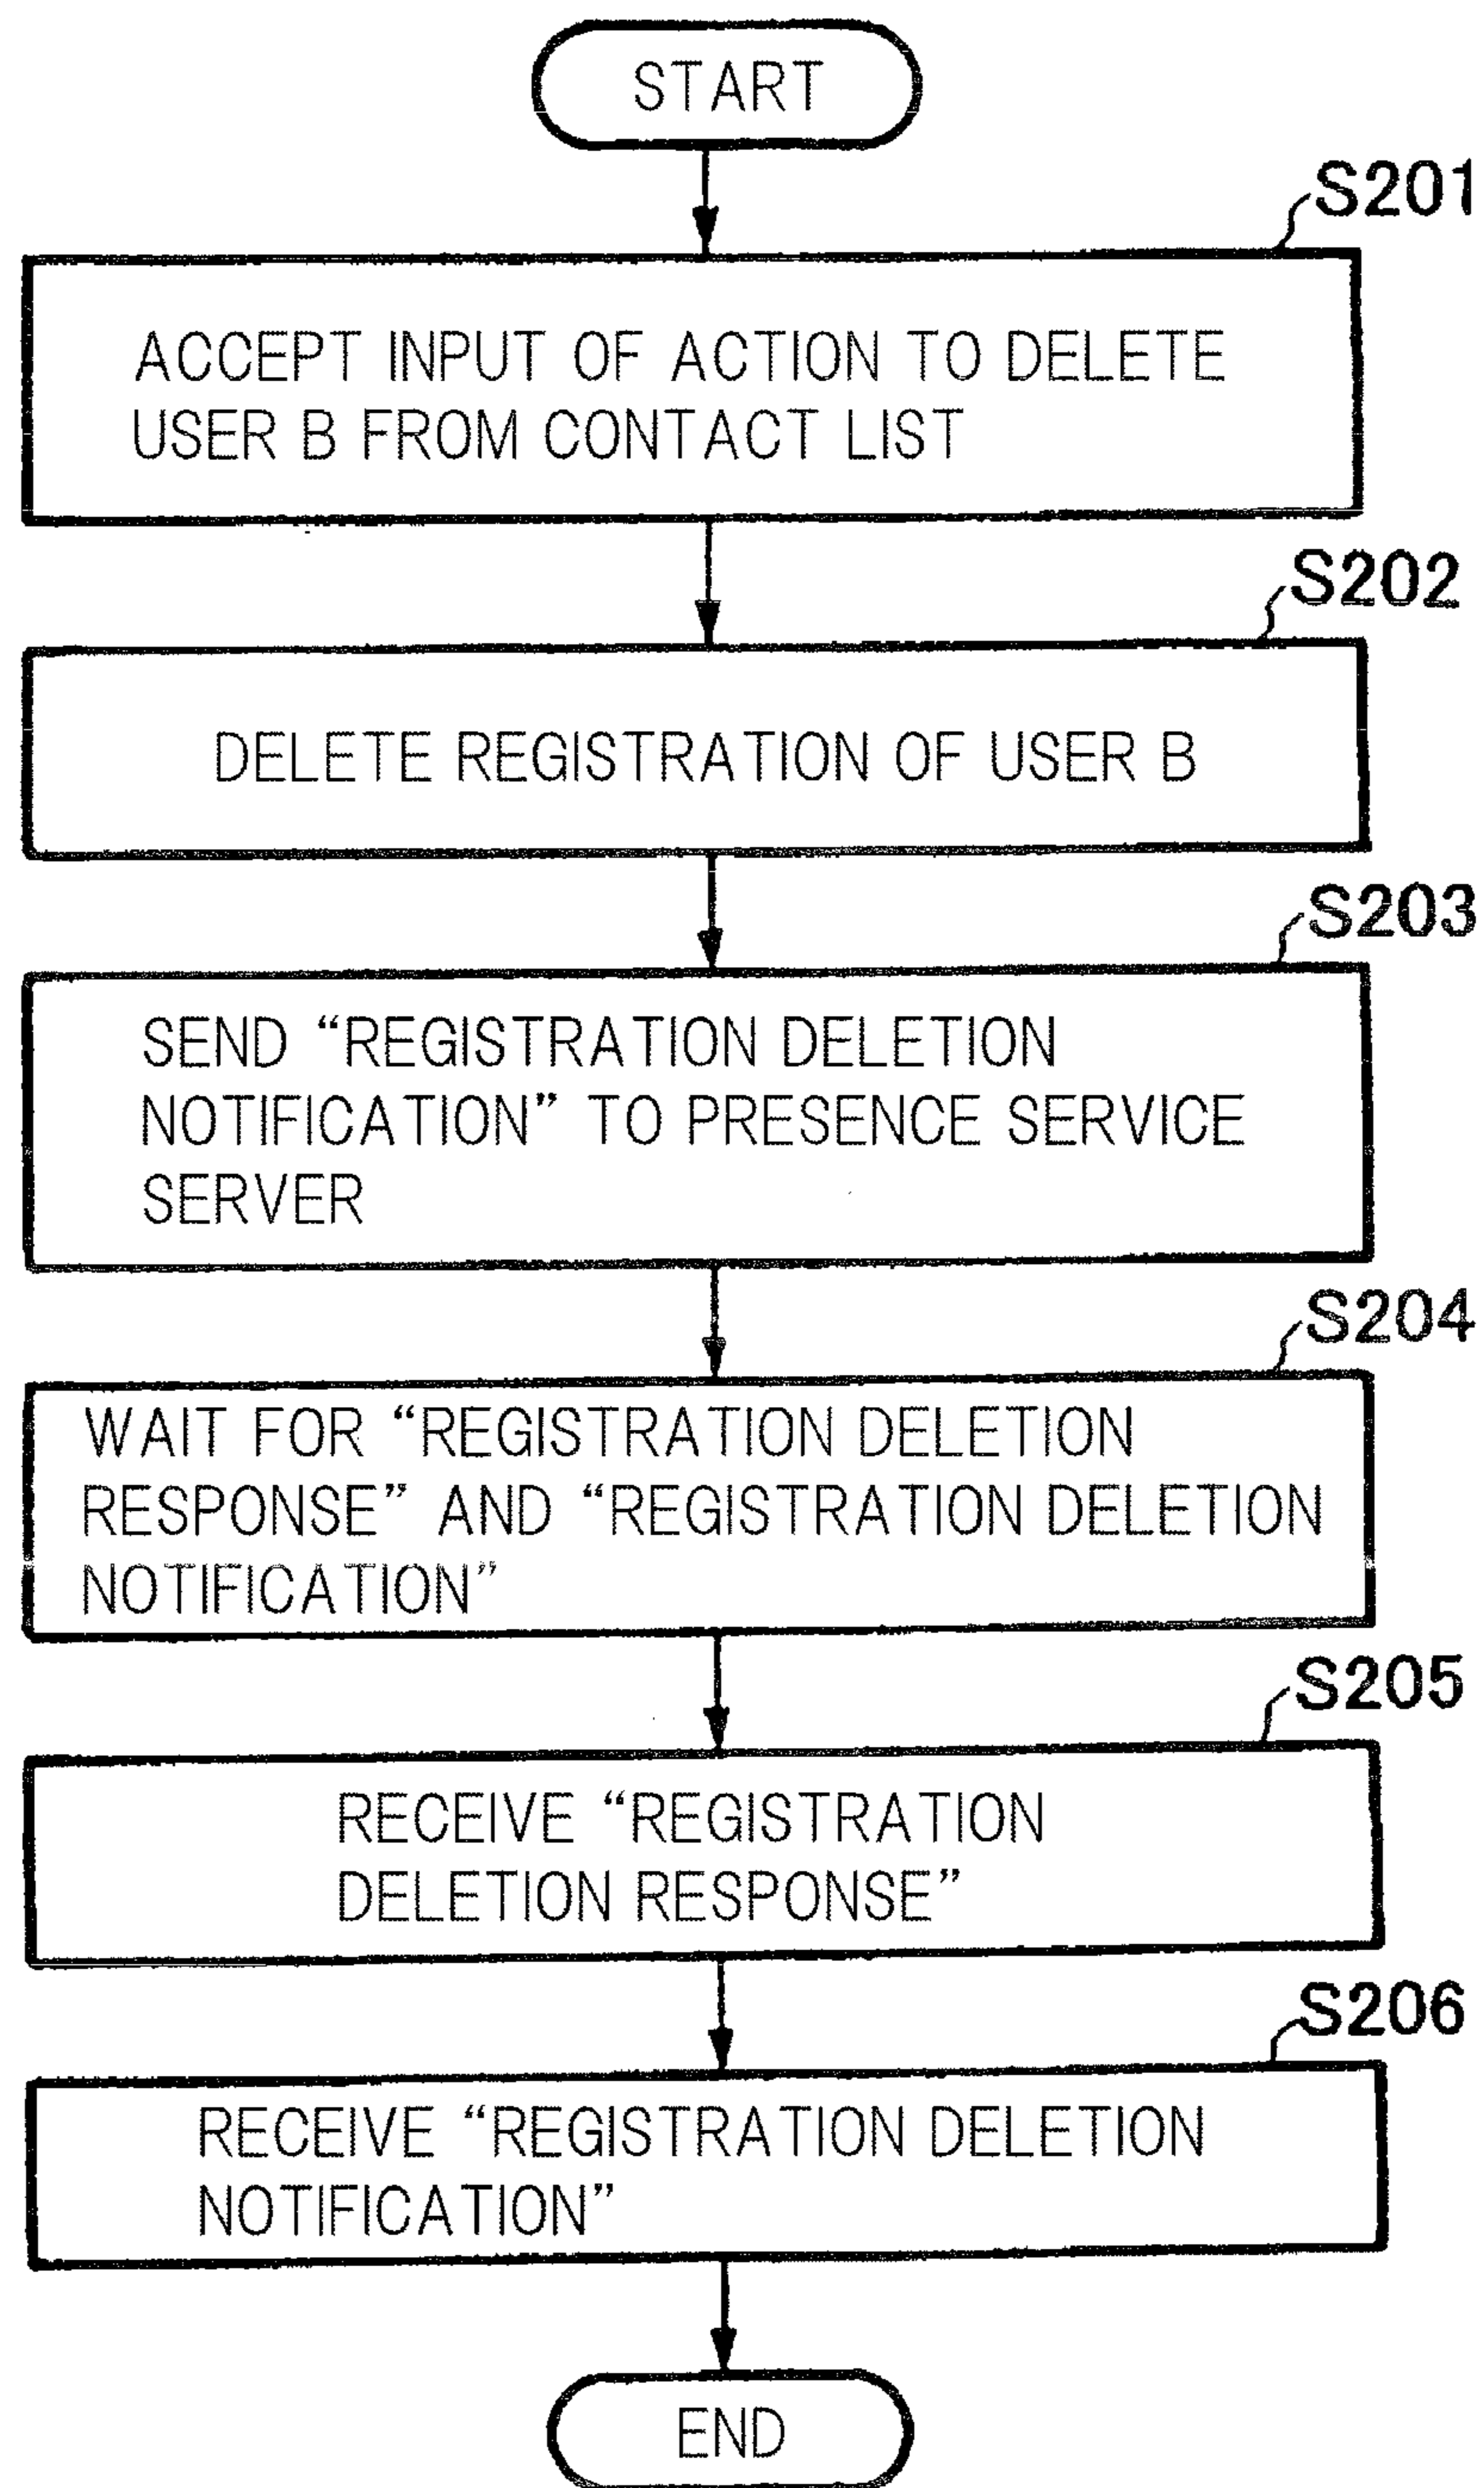 START
S201
ACCEPT INPUT OF ACTION TO DELETE
USER B FROM CONTACT LIST
S202
DELETE REGISTRATION OF USER B
S203
SEND “REGISTRATION DELETION
NOTIFICATION” TO PRESENCE SERVICE
SERVER
S204
WAIT FOR “REGISTRATION DELETION
RESPONSE” AND “REGISTRATION DELETION
NOTIFICATION”
S205
RECEIVE “REGISTRATION
DELETION RESPONSE”
S206
RECEIVE “REGISTRATION DELETION
NOTIFICATION”
END